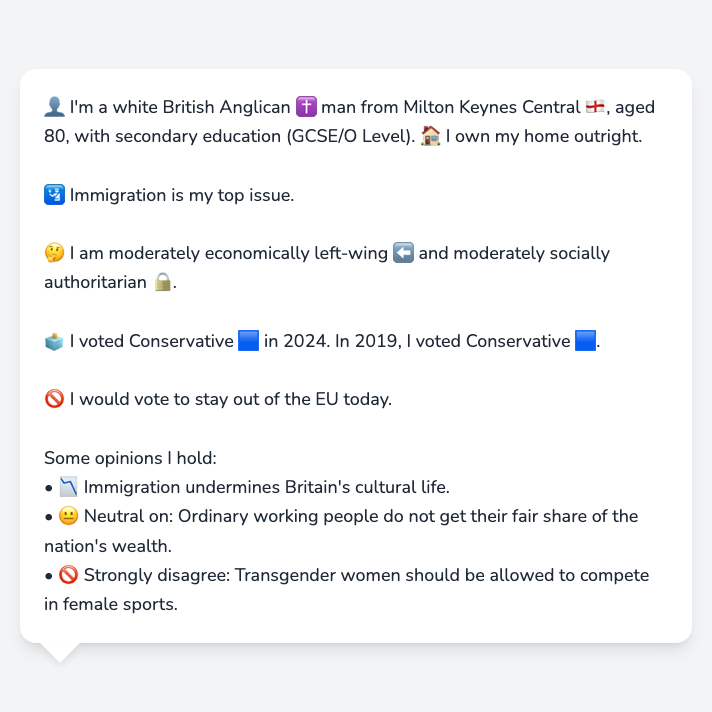 👤 I'm a white British Anglican ✝️ man from Milton Keynes Central 🏴󠁧󠁢󠁥󠁮󠁧󠁿, aged
80, with secondary education (GCSE/O Level). 🏠 I own my home outright.
🛂 Immigration is my top issue.
🤔 I am moderately economically left-wing ⬅️ and moderately socially
authoritarian 🔒.
🗳️ I voted Conservative 🟦 in 2024. In 2019, I voted Conservative 🟦.
🚫 I would vote to stay out of the EU today.
Some opinions I hold:
• 📉 Immigration undermines Britain's cultural life.
• 😐 Neutral on: Ordinary working people do not get their fair share of the
nation's wealth.
• 🚫 Strongly disagree: Transgender women should be allowed to compete
in female sports.